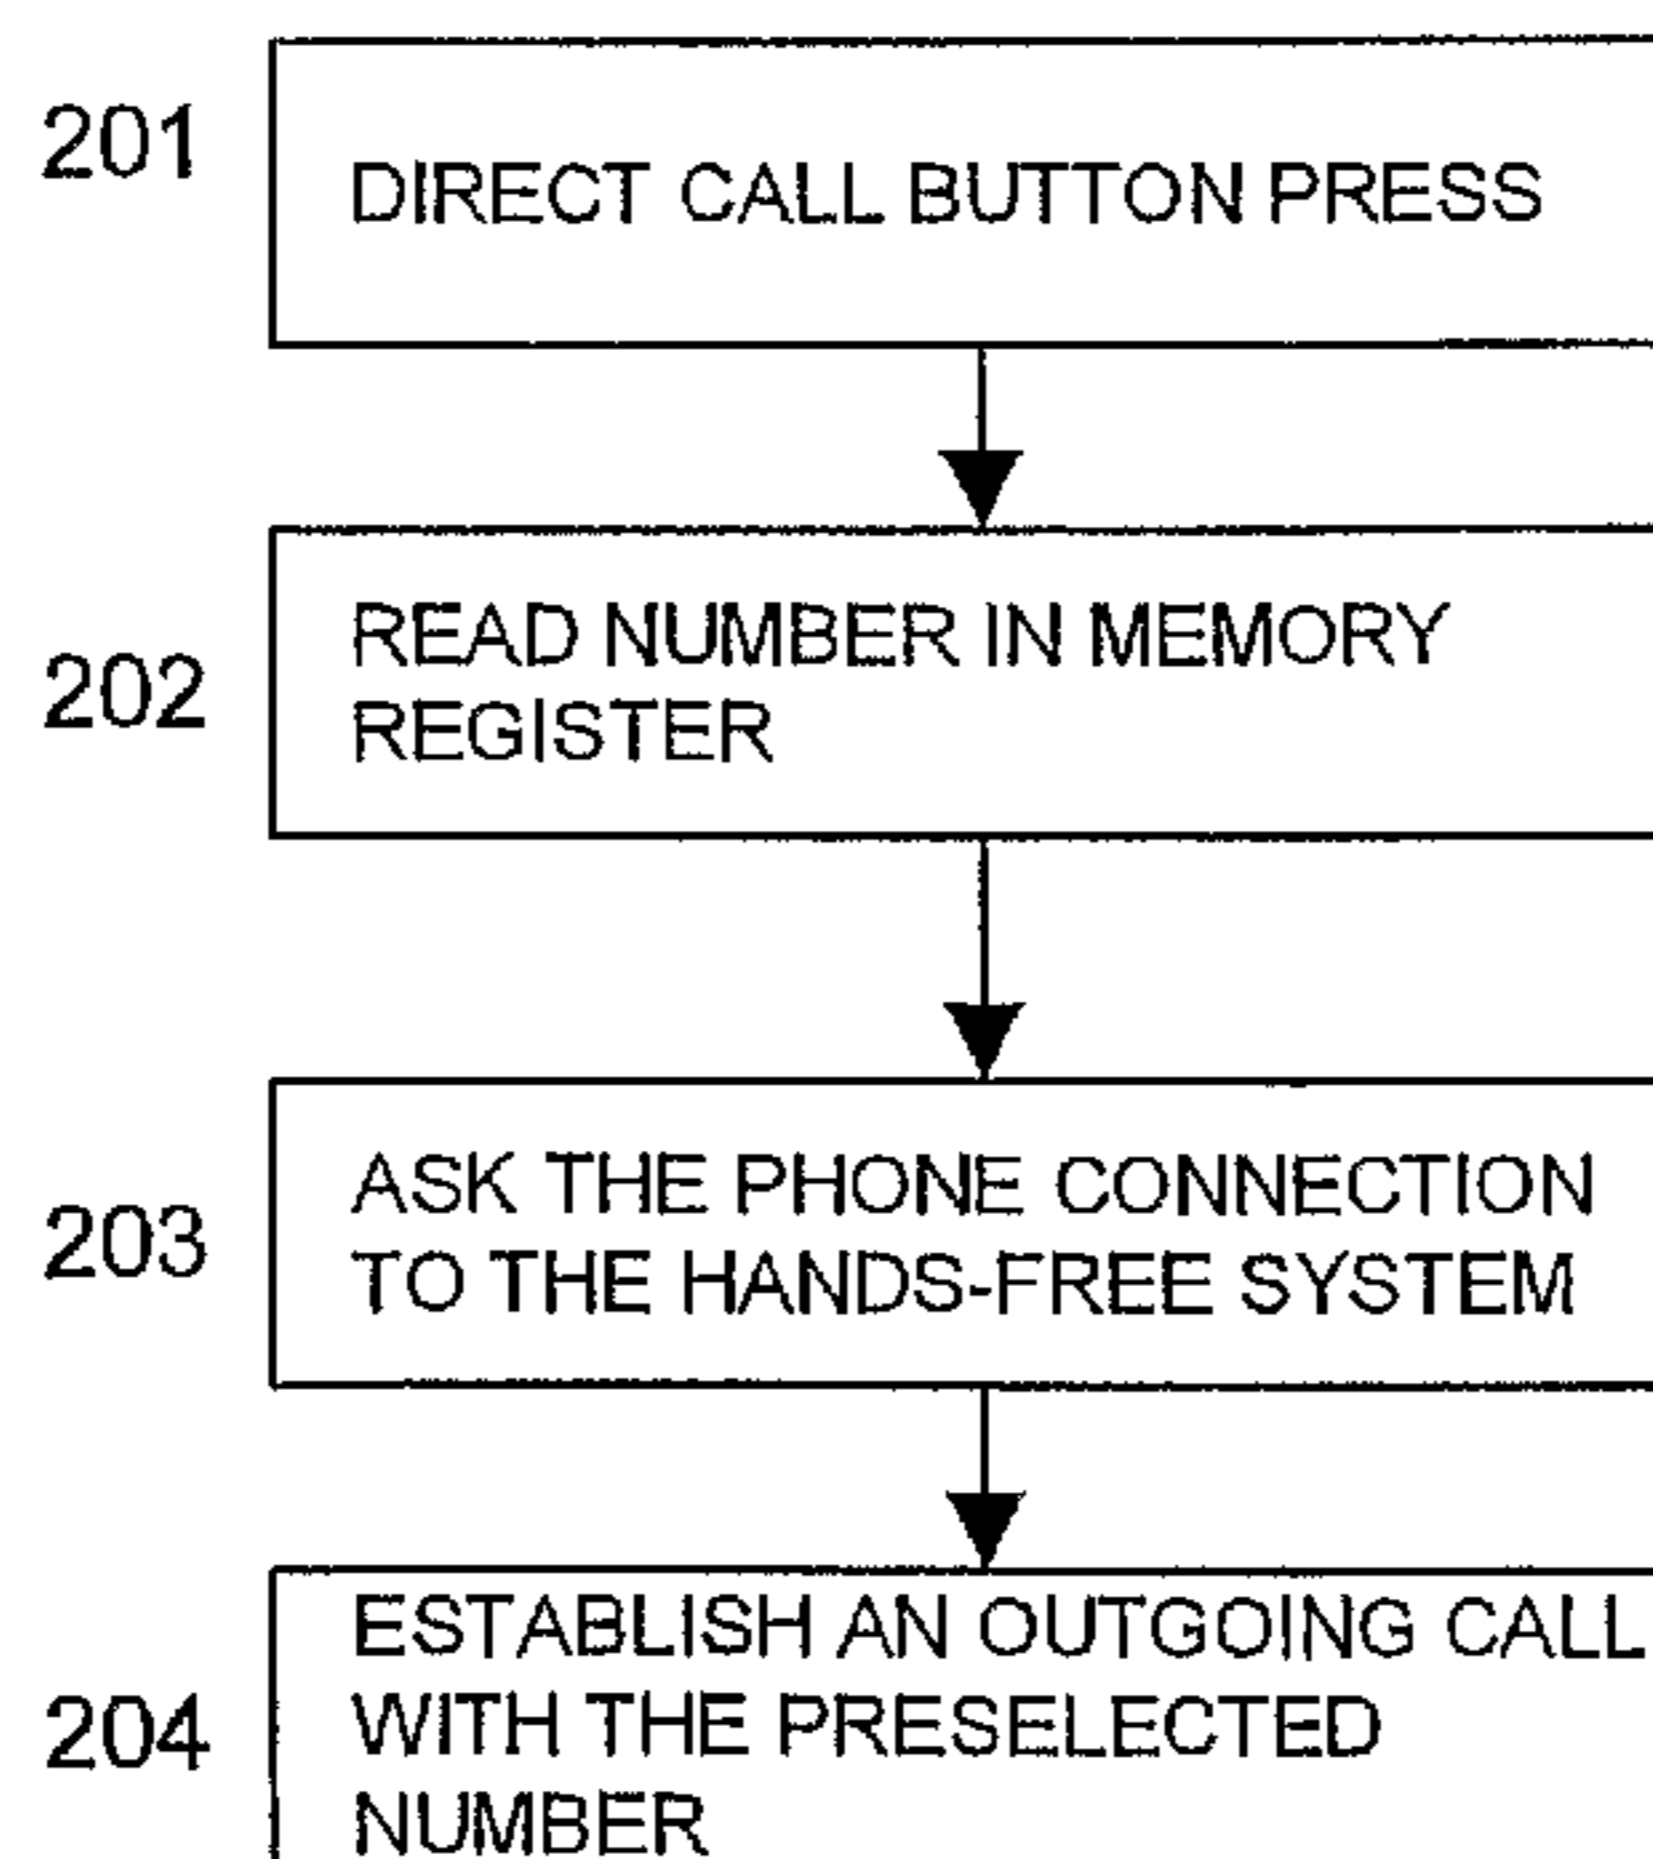 201
DIRECT CALL BUTTON PRESS
202
READ NUMBER IN MEMORY
REGISTER
203
ASK THE PHONE CONNECTION
TO THE HANDS-FREE SYSTEM
204
ESTABLISH AN OUTGOING CALL
WITH THE PRESELECTED
NUMBER